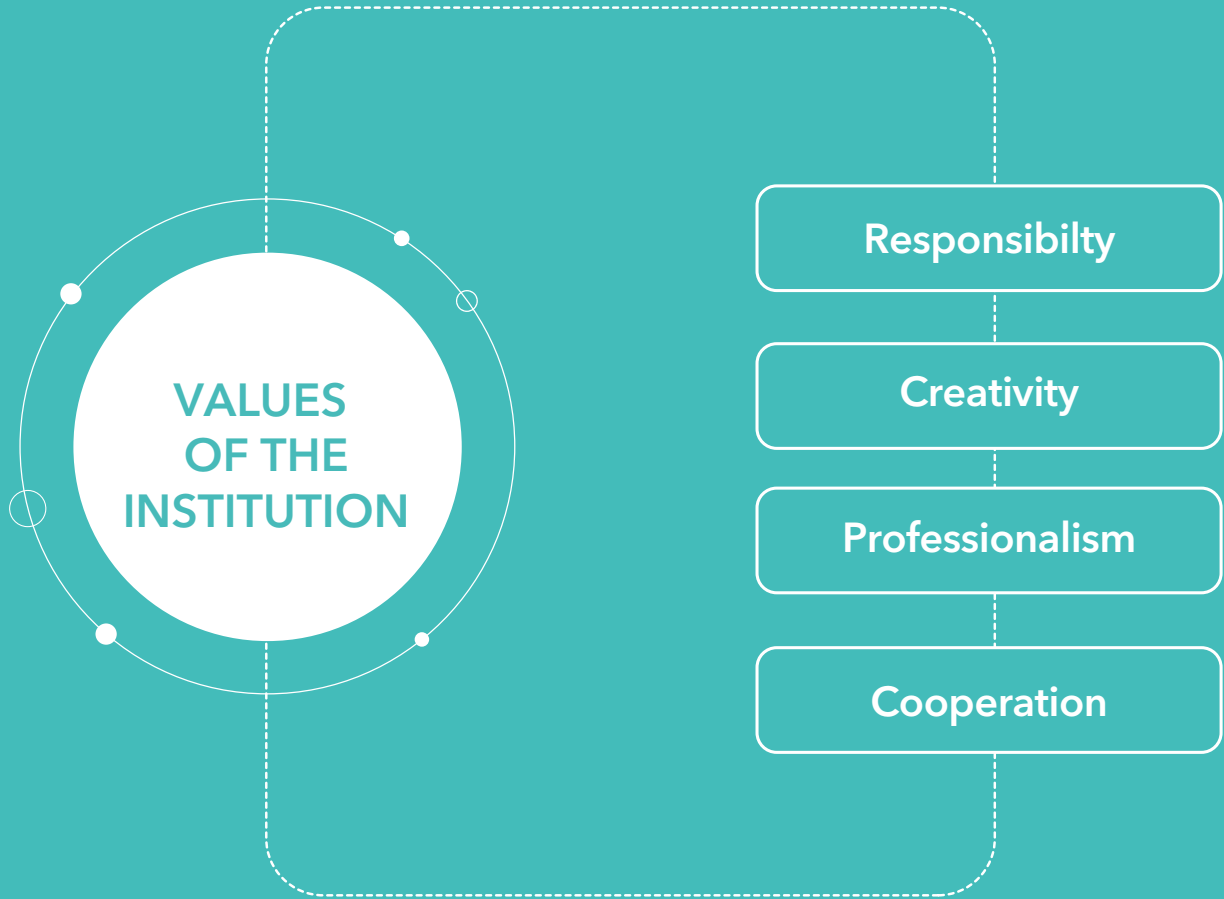 VALUES
OF THE
INSTITUTION
Responsibilty
Creativity
Professionalism
Cooperation